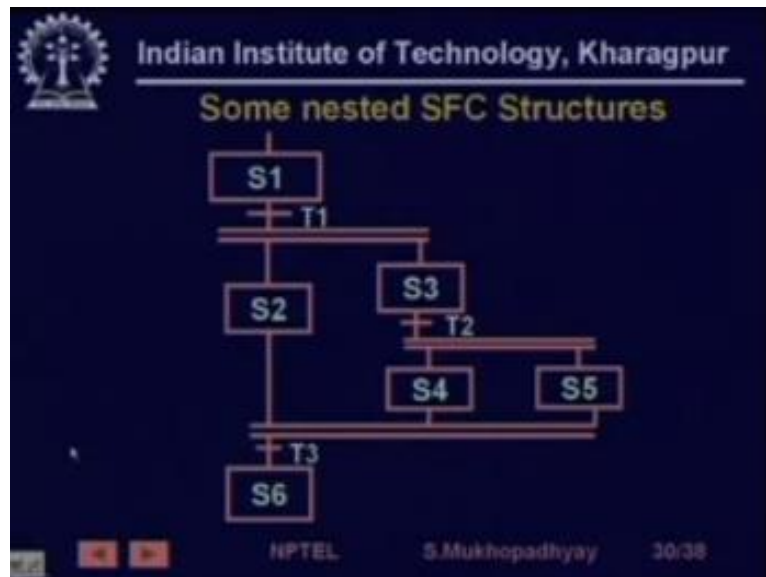 Indian Institute of Technology, Kharagpur
Some nested SFC Structures
S1
T1
S2
S3
T2
S4
S5
T3
S6
NPTEL S.Mukhopadhyay 30/38